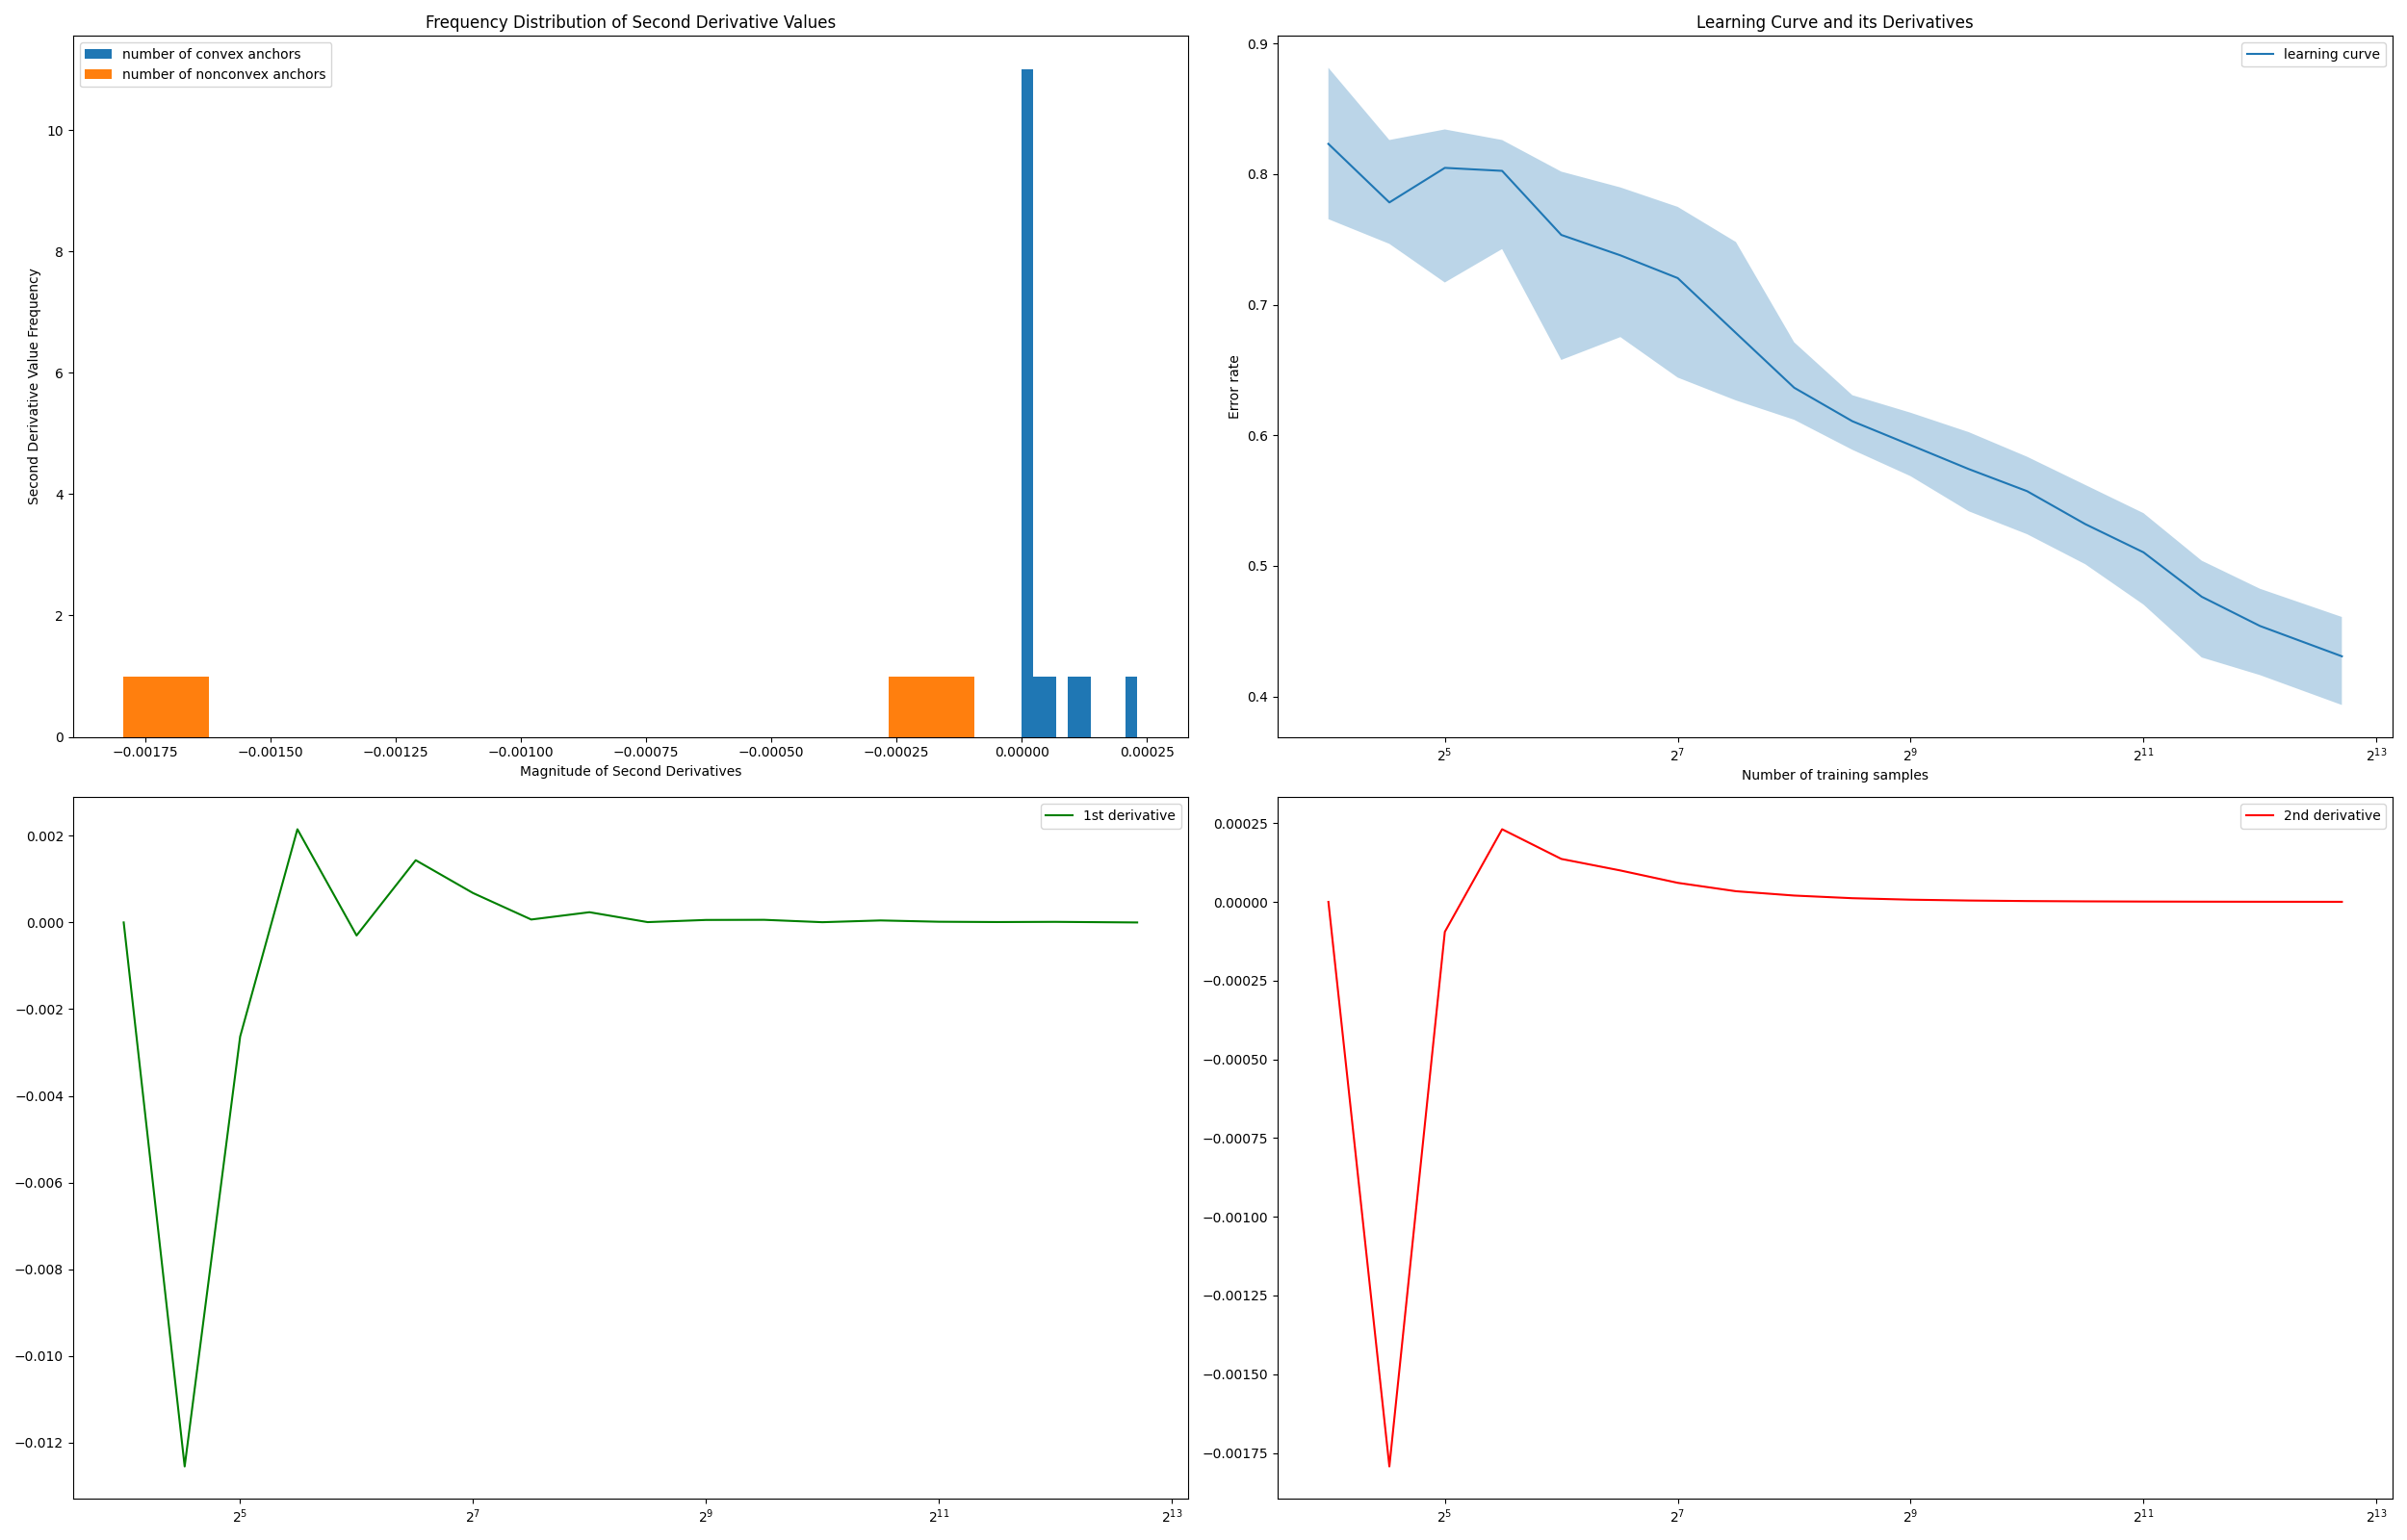 Frequency Distribution of Second Derivative Values
number of convex anchors
number of nonconvex anchors
Second Derivative Value Frequency
10
8
6
4
2
0
−0.00175 −0.00150 −0.00125 −0.00100 −0.00075 −0.00050 −0.00025 0.00000 0.00025
Magnitude of Second Derivatives
Learning Curve and its Derivatives
learning curve
Error rate
0.9
0.8
0.7
0.6
0.5
0.4
2^5 2^7 2^9 2^11 2^13
Number of training samples
1st derivative
0.002
0.000
−0.002
−0.004
−0.006
−0.008
−0.010
−0.012
2^5 2^7 2^9 2^11 2^13
2nd derivative
0.00025
0.00000
−0.00025
−0.00050
−0.00075
−0.00100
−0.00125
−0.00150
−0.00175
2^5 2^7 2^9 2^11 2^13